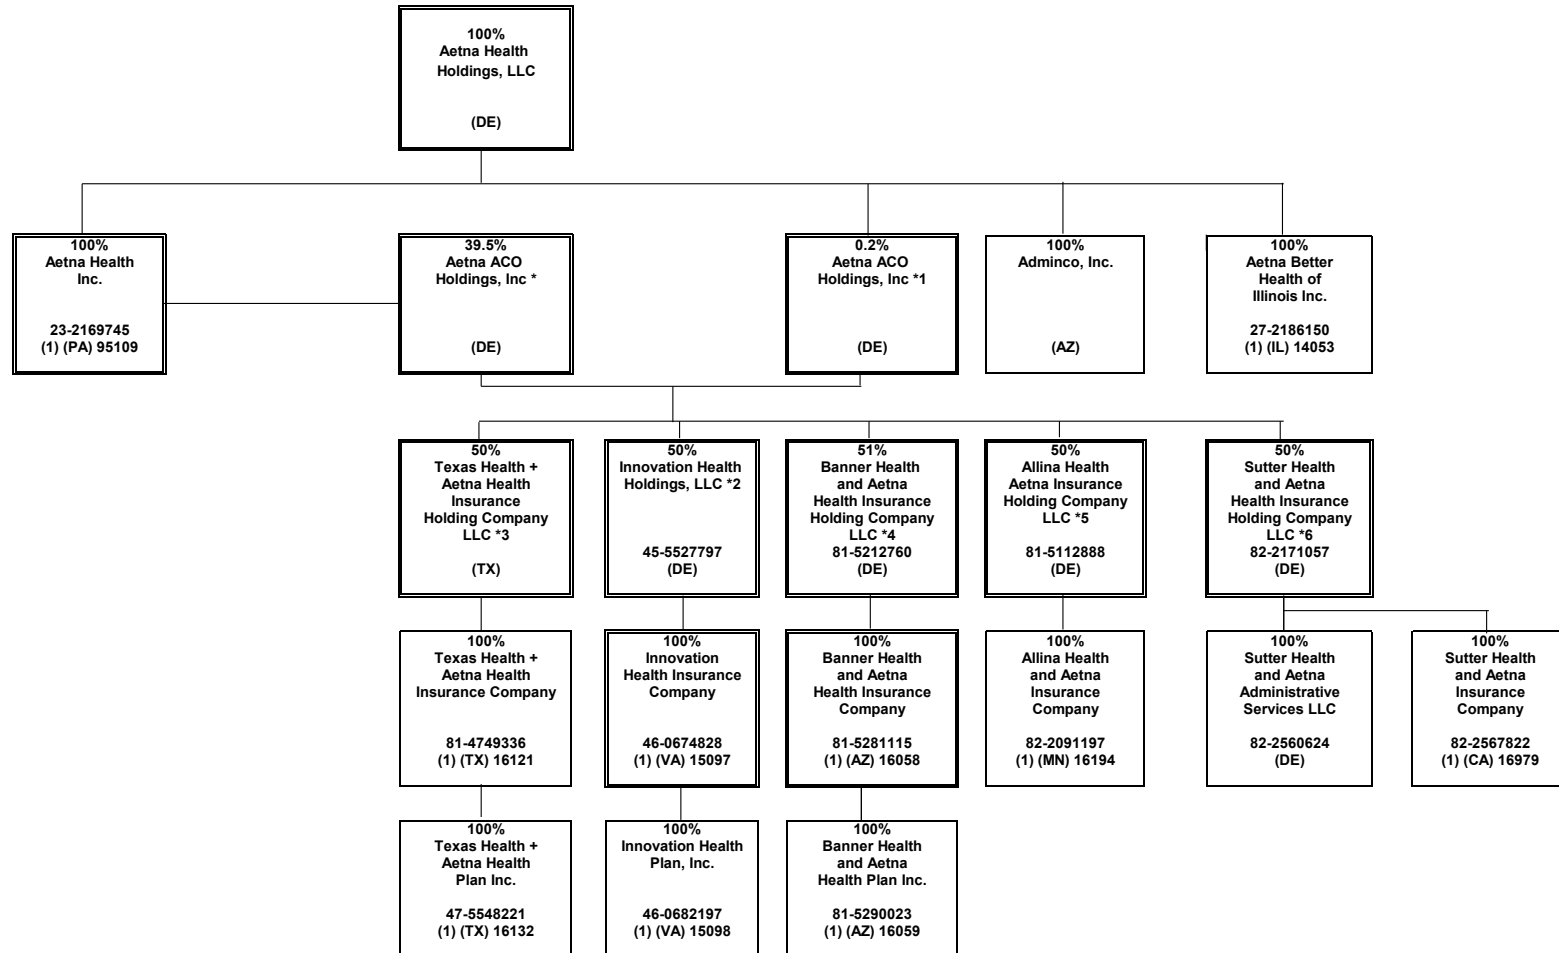 100%
Aetna Health
Holdings, LLC
(DE)
100%
Aetna Health
Inc.
23-2169745
(1) (PA) 95109
39.5%
Aetna ACO
Holdings, Inc *
(DE)
0.2%
Aetna ACO
Holdings, Inc *1
(DE)
100%
Adminco, Inc.
(AZ)
100%
Aetna Better
Health of
Illinois Inc.
27-2186150
(1) (IL) 14053
50%
Texas Health +
Aetna Health
Insurance
Holding Company
LLC *3
(TX)
50%
Innovation Health
Holdings, LLC *2
45-5527797
(DE)
51%
Banner Health
and Aetna
Health Insurance
Holding Company
LLC *4
81-5212760
(DE)
50%
Allina Health
Aetna Insurance
Holding Company
LLC *5
81-5112888
(DE)
50%
Sutter Health
and Aetna
Health Insurance
Holding Company
LLC *6
82-2171057
(DE)
100%
Texas Health +
Aetna Health
Insurance Company
81-4749336
(1) (TX) 16121
100%
Innovation
Health Insurance
Company
46-0674828
(1) (VA) 15097
100%
Banner Health
and Aetna
Health Insurance
Company
81-5281115
(1) (AZ) 16058
100%
Allina Health
and Aetna
Insurance
Company
82-2091197
(1) (MN) 16194
100%
Sutter Health
and Aetna
Administrative
Services LLC
82-2560624
(DE)
100%
Sutter Health
and Aetna
Insurance
Company
82-2567822
(1) (CA) 16979
100%
Texas Health +
Aetna Health
Plan Inc.
47-5548221
(1) (TX) 16132
100%
Innovation Health
Plan, Inc.
46-0682197
(1) (VA) 15098
100%
Banner Health
and Aetna
Health Plan Inc.
81-5290023
(1) (AZ) 16059